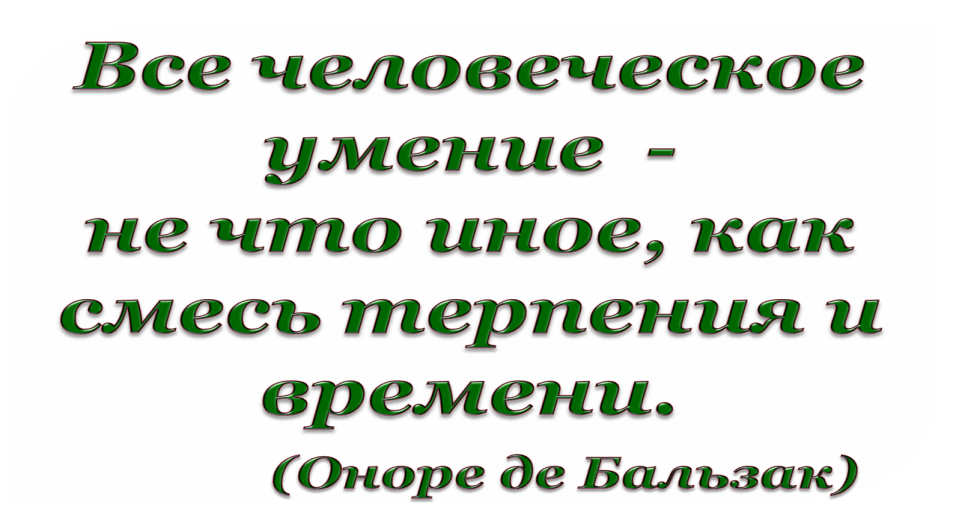 Все человеческое
умение -
не что иное, как
смесь терпения и
времени.
(Оноре де Бальзак)